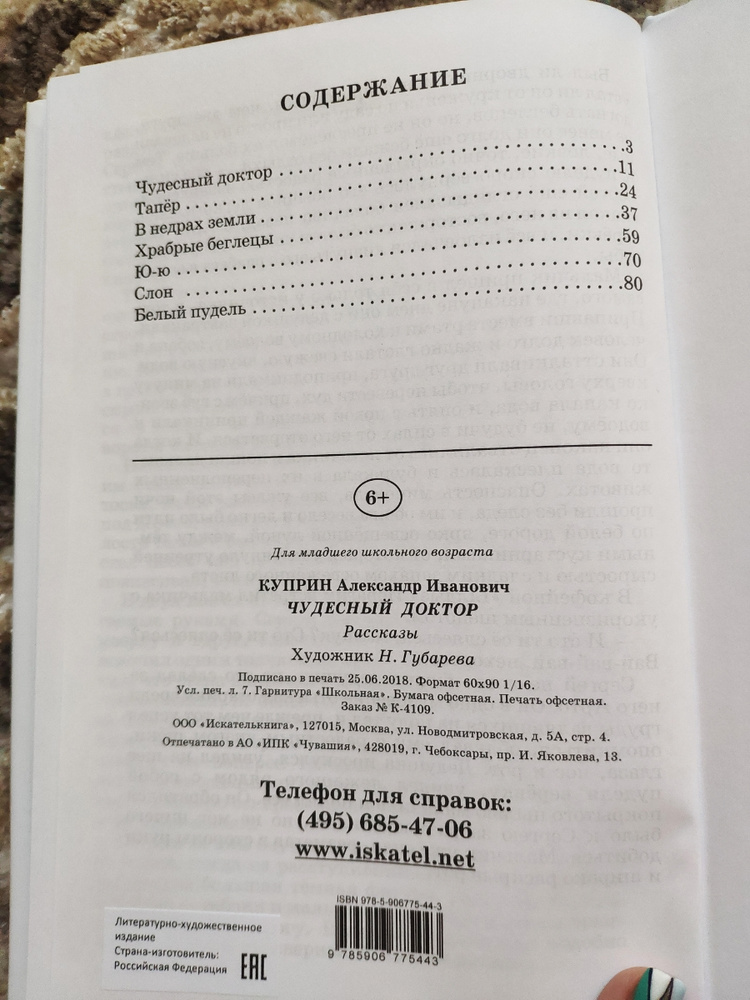 СОДЕРЖАНИЕ
Чудесный доктор . . . . . . . . . . . . . . . . . . . . . . . . . . . . .3
Тапёр . . . . . . . . . . . . . . . . . . . . . . . . . . . . . . . . . . . . .11
В недрах земли . . . . . . . . . . . . . . . . . . . . . . . . . . . . .24
Храбрые беглецы . . . . . . . . . . . . . . . . . . . . . . . . . . .37
Ю-ю . . . . . . . . . . . . . . . . . . . . . . . . . . . . . . . . . . . . .59
Слон . . . . . . . . . . . . . . . . . . . . . . . . . . . . . . . . . . . .70
Белый пудель . . . . . . . . . . . . . . . . . . . . . . . . . . . . . .80
6+
Для младшего школьного возраста
КУПРИН Александр Иванович
ЧУДЕСНЫЙ ДОКТОР
Рассказы
Художник Н. Губарева
Подписано в печать 25.06.2018. Формат 60х90 1/16.
Усл. печ. л. 7. Гарнитура «Школьная». Бумага офсетная. Печать офсетная.
Заказ № К-4109.
ООО «Искателькнига», 127015, Москва, ул. Новодмитровская, д. 5А, стр. 4.
Отпечатано в АО «ИПК «Чувашия», 428019, г. Чебоксары, пр. И. Яковлева, 13.
Телефон для справок:
(495) 685-47-06
www.iskatel.net
ISBN 978-5-906775-44-3
9 785906 775443
Литературно-художественное
издание
Страна-изготовитель:
Российская Федерация
EAC